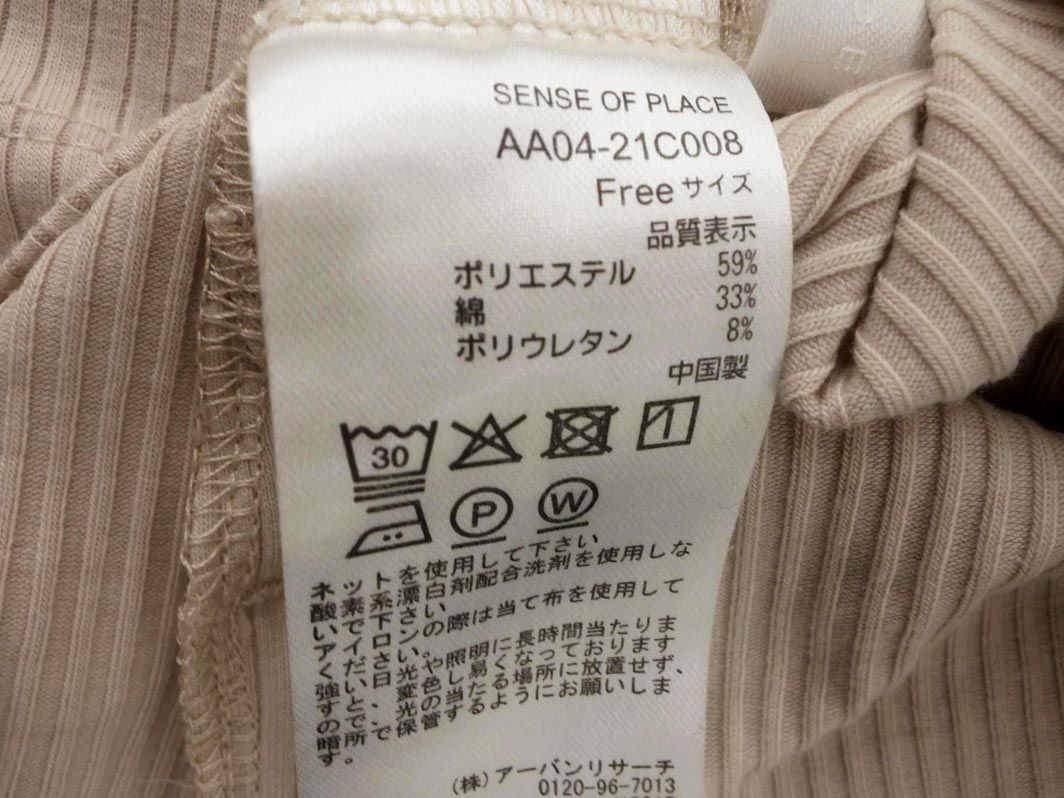 SENSE OF PLACE
AA04-21C008
Free サイズ
品質表示
ポリエステル 59%
綿 33%
ポリウレタン 8%
中国製
30
1
P
W
ネットを使用して下さい
酸素系漂白剤配合洗剤を使用しな
いで下さい
アイロンの際は当て布を使用して
ください。
強い日光や照明に長時間当たりま
すと、変色し易くなっております
ので、光の当たる場所に放置せず、
暗所で保管するようにお願いしま
す。
(株) アーバンリサーチ
0120-96-7013